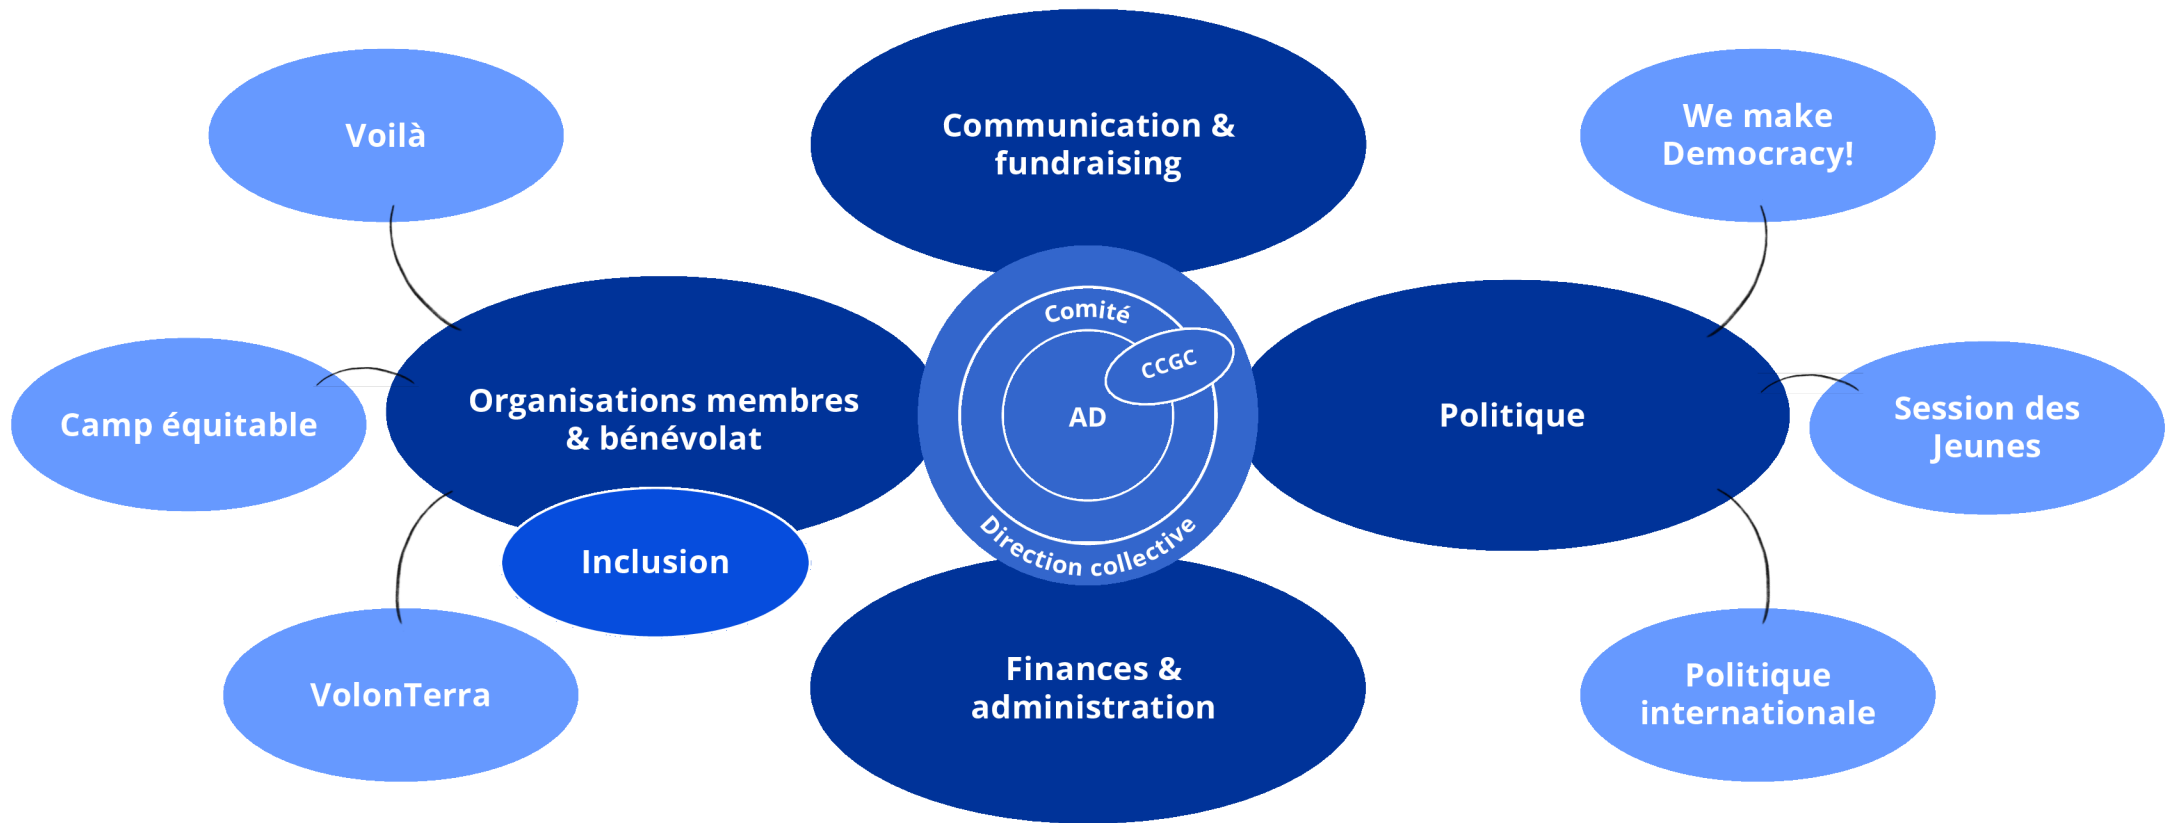 Voilà
Communication &
fundraising
We make
Democracy!
Comité
CCGC
AD
Direction collective
Organisations membres
& bénévolat
Politique
Camp équitable
Session des
Jeunes
Inclusion
VolonTerra
Finances &
administration
Politique
internationale